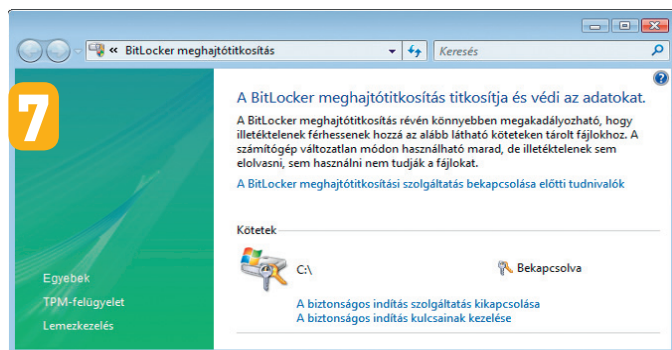 BitLocker meghajtótitkosítás
Keresés
7
A BitLocker meghajtótitkosítás titkosítja és védi az adatokat.
A BitLocker meghajtótitkosítás révén könnyebben megakadályozható, hogy
illetéktelenek férhessenek hozzá az alább látható köteteken tárolt fájlokhoz. A
számítógép változatlan módon használható marad, de illetéktelenek sem
elolvasni, sem használni nem tudják a fájlokat.
A BitLocker meghajtótitkosítási szolgáltatás bekapcsolása előtti tudnivalók
Kötetek
C:\ Bekapcsolva
A biztonságos indítás szolgáltatás kikapcsolása
A biztonságos indítás kulcsainak kezelése
Egyebek
TPM-felügyelet
Lemezkezelés